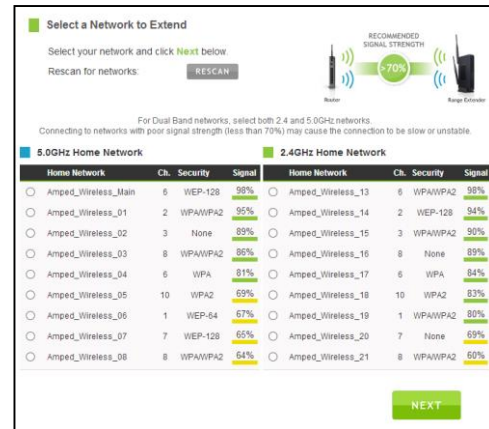 Select a Network to Extend
Select your network and click Next below.
Rescan for networks: RESCAN
RECOMMENDED
SIGNAL STRENGTH
>70%
Router
Range Extender
For Dual Band networks, select both 2.4 and 5.0GHz networks.
Connecting to networks with poor signal strength (less than 70%) may cause the connection to be slow or unstable.
5.0GHz Home Network
Home Network Ch. Security Signal
Amped_Wireless_Main 6 WEP-128 98%
Amped_Wireless_01 2 WPA/WPA2 95%
Amped_Wireless_02 3 None 89%
Amped_Wireless_03 8 WPA/WPA2 86%
Amped_Wireless_04 6 WPA 81%
Amped_Wireless_05 10 WPA2 69%
Amped_Wireless_06 1 WEP-64 67%
Amped_Wireless_07 7 WEP-128 65%
Amped_Wireless_08 8 WPA/WPA2 64%
2.4GHz Home Network
Home Network Ch. Security Signal
Amped_Wireless_13 6 WPA/WPA2 98%
Amped_Wireless_14 2 WEP-128 94%
Amped_Wireless_15 3 WPA/WPA2 90%
Amped_Wireless_16 8 None 89%
Amped_Wireless_17 6 WPA 84%
Amped_Wireless_18 10 WPA2 83%
Amped_Wireless_19 1 WPA/WPA2 80%
Amped_Wireless_20 7 None 69%
Amped_Wireless_21 8 WPA/WPA2 60%
NEXT